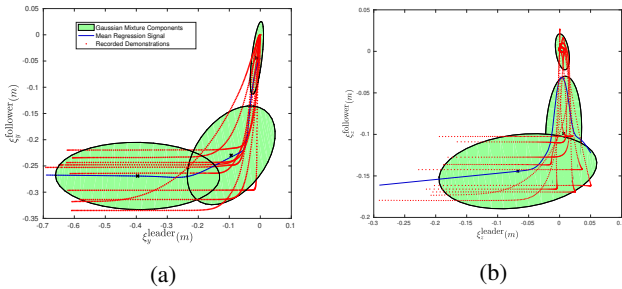 Gaussian Mixture Components
Mean Regression Signal
Recorded Demonstrations
0.05
0
-0.05
-0.1
-0.15
-0.2
-0.25
-0.3
-0.35
-0.7 -0.6 -0.5 -0.4 -0.3 -0.2 -0.1 0 0.1
ξ_y^follower (m)
ξ_y^leader (m)
(a)
0.05
0
-0.05
-0.1
-0.15
-0.2
-0.3 -0.25 -0.2 -0.15 -0.1 -0.05 0 0.05 0.1
ξ_z^follower (m)
ξ_z^leader (m)
(b)